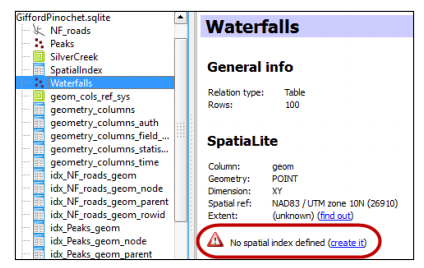 GiffordPinochet.sqlite
NF_roads
Peaks
SilverCreek
SpatialIndex
Waterfalls
geom_cols_ref_sys
geometry_columns
geometry_columns_auth
geometry_columns_field_...
geometry_columns_statis...
geometry_columns_time
idx_NF_roads_geom
idx_NF_roads_geom_node
idx_NF_roads_geom_parent
idx_NF_roads_geom_rowid
idx_Peaks_geom
idx_Peaks_geom_node
idx_Peaks_geom_parent
Waterfalls
General info
Relation type: Table
Rows: 100
SpatiaLite
Column: geom
Geometry: POINT
Dimension: XY
Spatial ref: NAD83 / UTM zone 10N (26910)
Extent: (unknown) (find out)
No spatial index defined (create it)